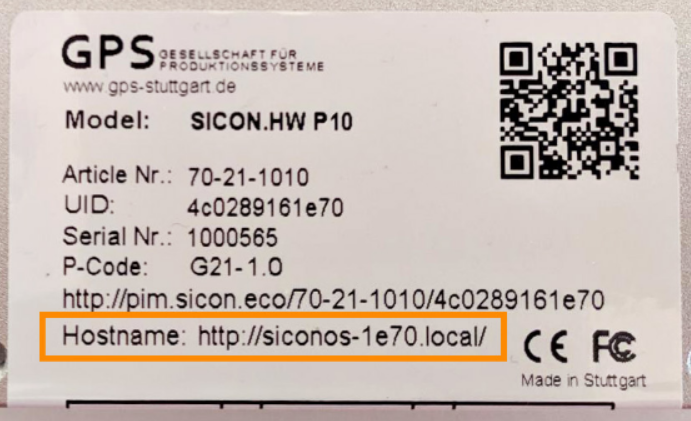 GPS GESELLSCHAFT FÜR
PRODUKTIONSSYSTEME
www.gps-stuttgart.de
Model: SICON.HW P10
Article Nr.: 70-21-1010
UID: 4c0289161e70
Serial Nr.: 1000565
P-Code: G21-1.0
http://pim.sicon.eco/70-21-1010/4c0289161e70
Hostname: http://siconos-1e70.local/
CE FC
Made in Stuttgart